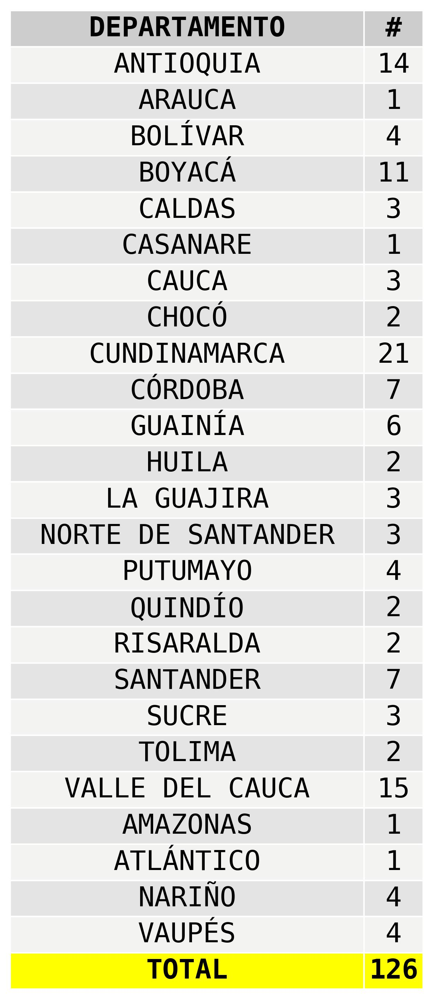 DEPARTAMENTO #
ANTIOQUIA 14
ARAUCA 1
BOLÍVAR 4
BOYACÁ 11
CALDAS 3
CASANARE 1
CAUCA 3
CHOCÓ 2
CUNDINAMARCA 21
CÓRDOBA 7
GUAINÍA 6
HUILA 2
LA GUAJIRA 3
NORTE DE SANTANDER 3
PUTUMAYO 4
QUINDÍO 2
RISARALDA 2
SANTANDER 7
SUCRE 3
TOLIMA 2
VALLE DEL CAUCA 15
AMAZONAS 1
ATLÁNTICO 1
NARIÑO 4
VAUPÉS 4
TOTAL 126